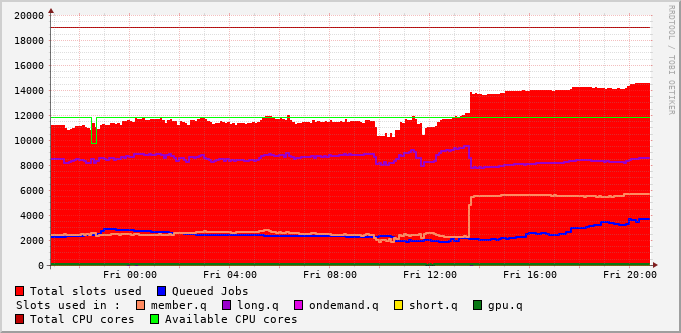 RRDTOOL / TOBI OETIKER
20000
18000
16000
14000
12000
10000
8000
6000
4000
2000
0
Fri 00:00 Fri 04:00 Fri 08:00 Fri 12:00 Fri 16:00 Fri 20:00
Total slots used Queued Jobs
Slots used in : member.q long.q ondemand.q short.q gpu.q
Total CPU cores Available CPU cores